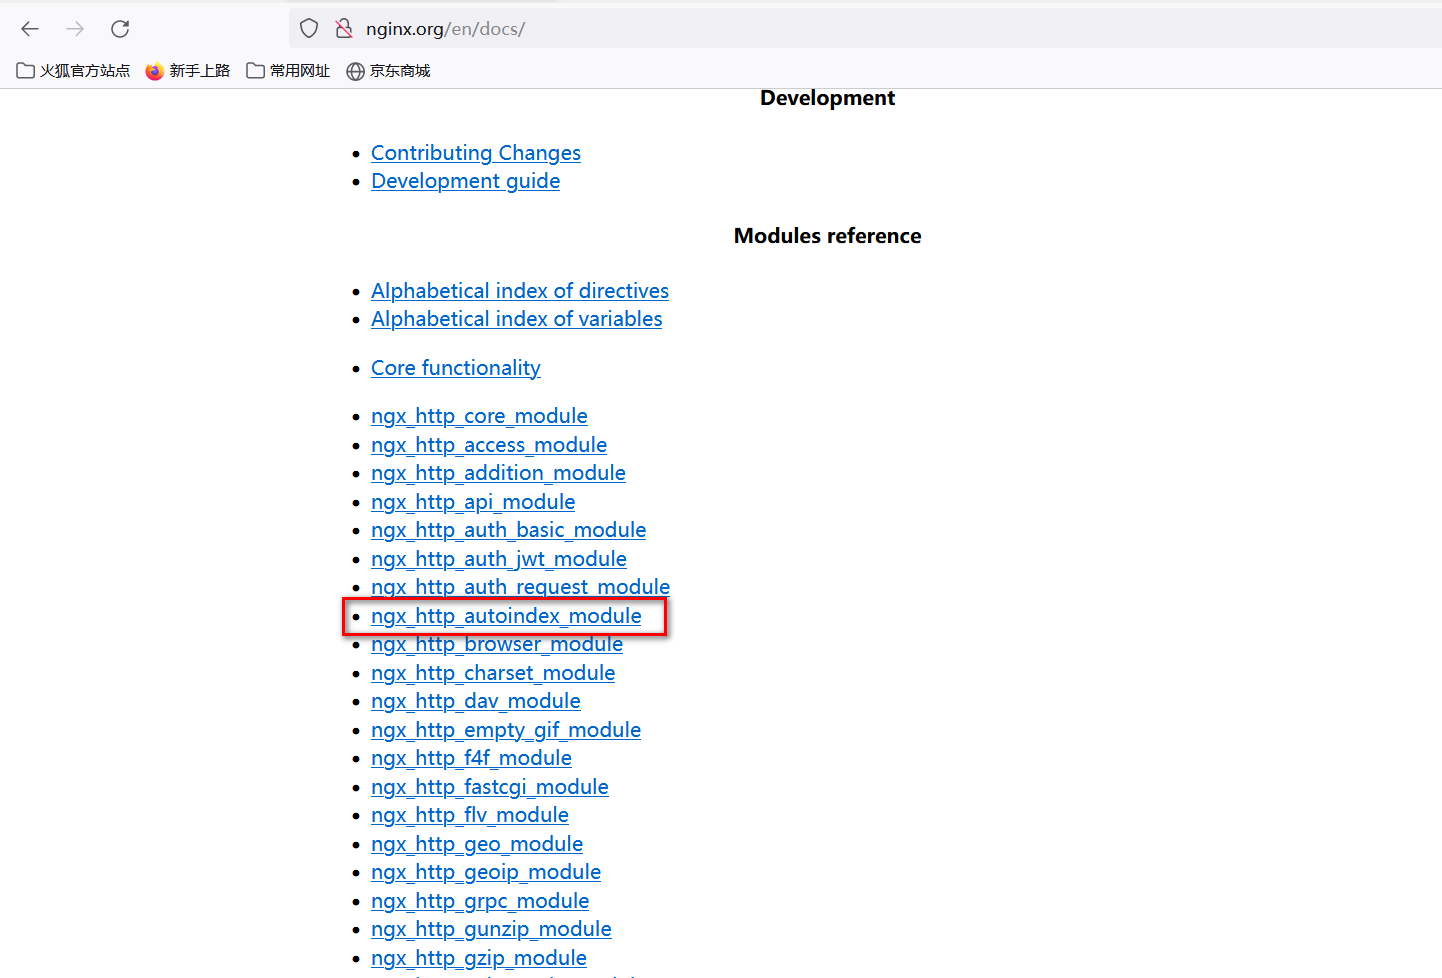 nginx.org/en/docs/
火狐官方站点 新手上路 常用网址 京东商城
Development
Contributing Changes
Development guide
Modules reference
Alphabetical index of directives
Alphabetical index of variables
Core functionality
ngx_http_core_module
ngx_http_access_module
ngx_http_addition_module
ngx_http_api_module
ngx_http_auth_basic_module
ngx_http_auth_jwt_module
ngx_http_auth_request_module
ngx_http_autoindex_module
ngx_http_browser_module
ngx_http_charset_module
ngx_http_dav_module
ngx_http_empty_gif_module
ngx_http_f4f_module
ngx_http_fastcgi_module
ngx_http_flv_module
ngx_http_geo_module
ngx_http_geoip_module
ngx_http_grpc_module
ngx_http_gunzip_module
ngx_http_gzip_module